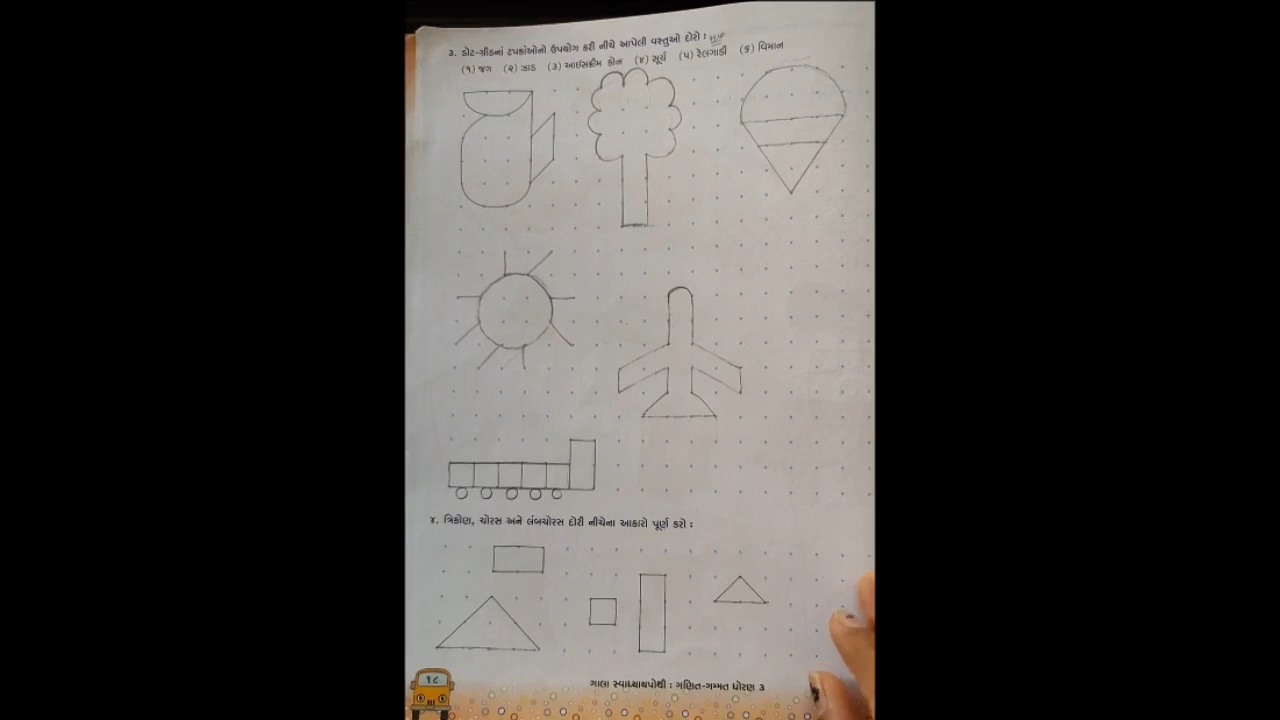 ૩. ડોટ-ગ્રીડનાં ટપકાંઓનો ઉપયોગ કરી નીચે આપેલી વસ્તુઓ દોરો :
(૧) જગ (૨) ઝાડ (૩) આઇસક્રીમ કોન (૪) સૂર્ય (૫) રેલગાડી (૬) વિમાન
૪. ત્રિકોણ, ચોરસ અને લંબચોરસ દોરી નીચેના આકારો પૂર્ણ કરો :
૧૮
ગાલા સ્વાધ્યાયપોથી : ગણિત-ગમ્મત ધોરણ ૩